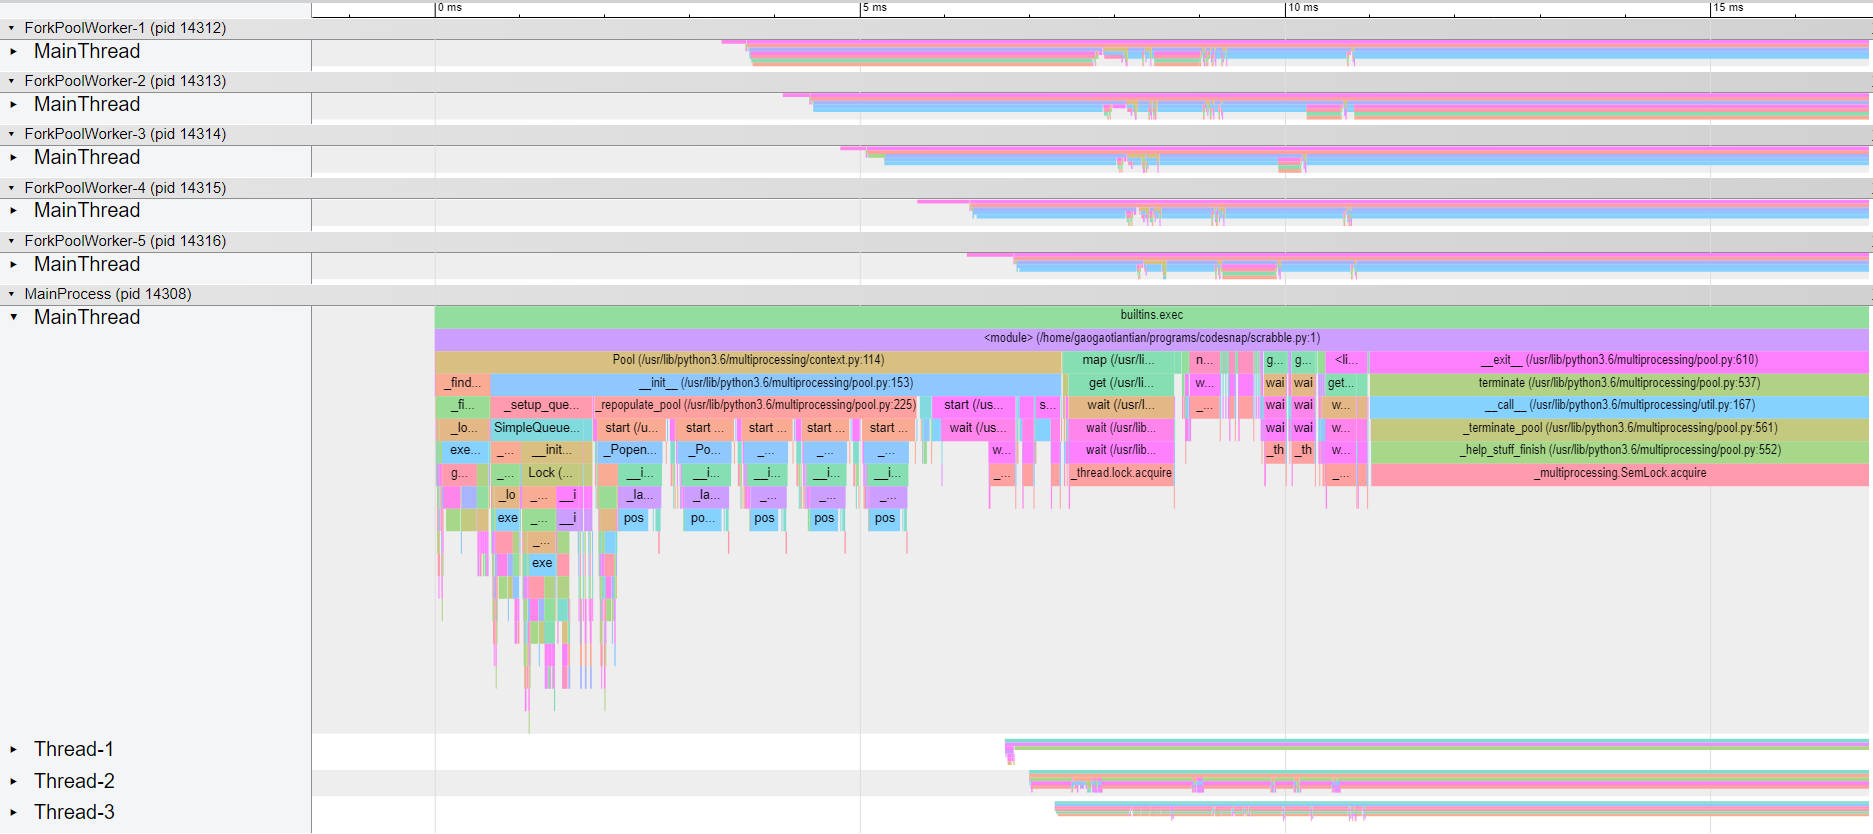 0 ms 5 ms 10 ms 15 ms
ForkPoolWorker-1 (pid 14312)
MainThread
ForkPoolWorker-2 (pid 14313)
MainThread
ForkPoolWorker-3 (pid 14314)
MainThread
ForkPoolWorker-4 (pid 14315)
MainThread
ForkPoolWorker-5 (pid 14316)
MainThread
MainProcess (pid 14308)
MainThread
builtins.exec
<module> (/home/gaogaotiantian/programs/codesnap/scrabble.py:1)
Pool (/usr/lib/python3.6/multiprocessing/context.py:114) map (/usr/li... n... g... g... <li... __exit__ (/usr/lib/python3.6/multiprocessing/pool.py:610)
_find... __init__ (/usr/lib/python3.6/multiprocessing/pool.py:153) get (/usr/li... w... wai wai get... terminate (/usr/lib/python3.6/multiprocessing/pool.py:537)
_fi... _setup_que... _repopulate_pool (/usr/lib/python3.6/multiprocessing/pool.py:225) start (/us... s... wait (/usr/l... _... wai wai w... __call__ (/usr/lib/python3.6/multiprocessing/util.py:167)
_lo... SimpleQueue... start (/u... start ... start ... start ... start ... wait (/us... wait (/usr/lib... wai wai w... _terminate_pool (/usr/lib/python3.6/multiprocessing/pool.py:561)
exe... _... __init... _Popen... _Po... _... _... _... w... wait (/usr/lib... _th _th w... _help_stuff_finish (/usr/lib/python3.6/multiprocessing/pool.py:552)
g... _... Lock (... __i... __i... __i... __i... __i... _... _thread.lock.acquire _... _multiprocessing.SemLock.acquire
_lo _... __i _la... _la... _... _... _...
exe _... __i pos po... pos pos pos
_...
exe
Thread-1
Thread-2
Thread-3